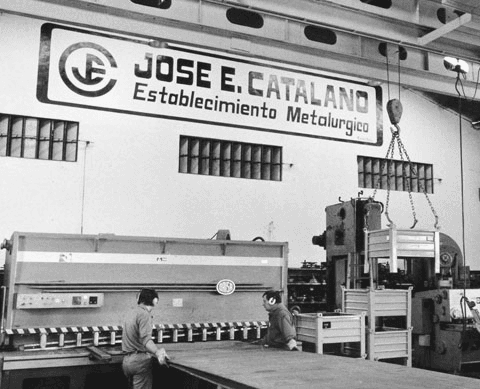 JOSE E. CATALANO
Establecimiento Metalurgico